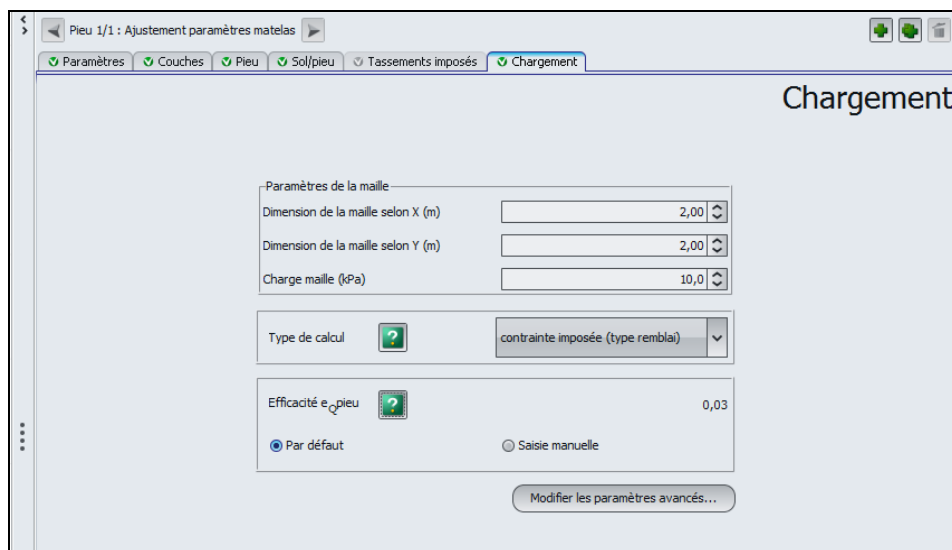 Pieu 1/1 : Ajustement paramètres matelas
Paramètres Couches Pieu Sol/pieu Tassements imposés Chargement
Chargement
Paramètres de la maille
Dimension de la maille selon X (m) 2,00
Dimension de la maille selon Y (m) 2,00
Charge maille (kPa) 10,0
Type de calcul ? contrainte imposée (type remblai)
Efficacité eQpieu ? 0,03
Par défaut Saisie manuelle
Modifier les paramètres avancés...